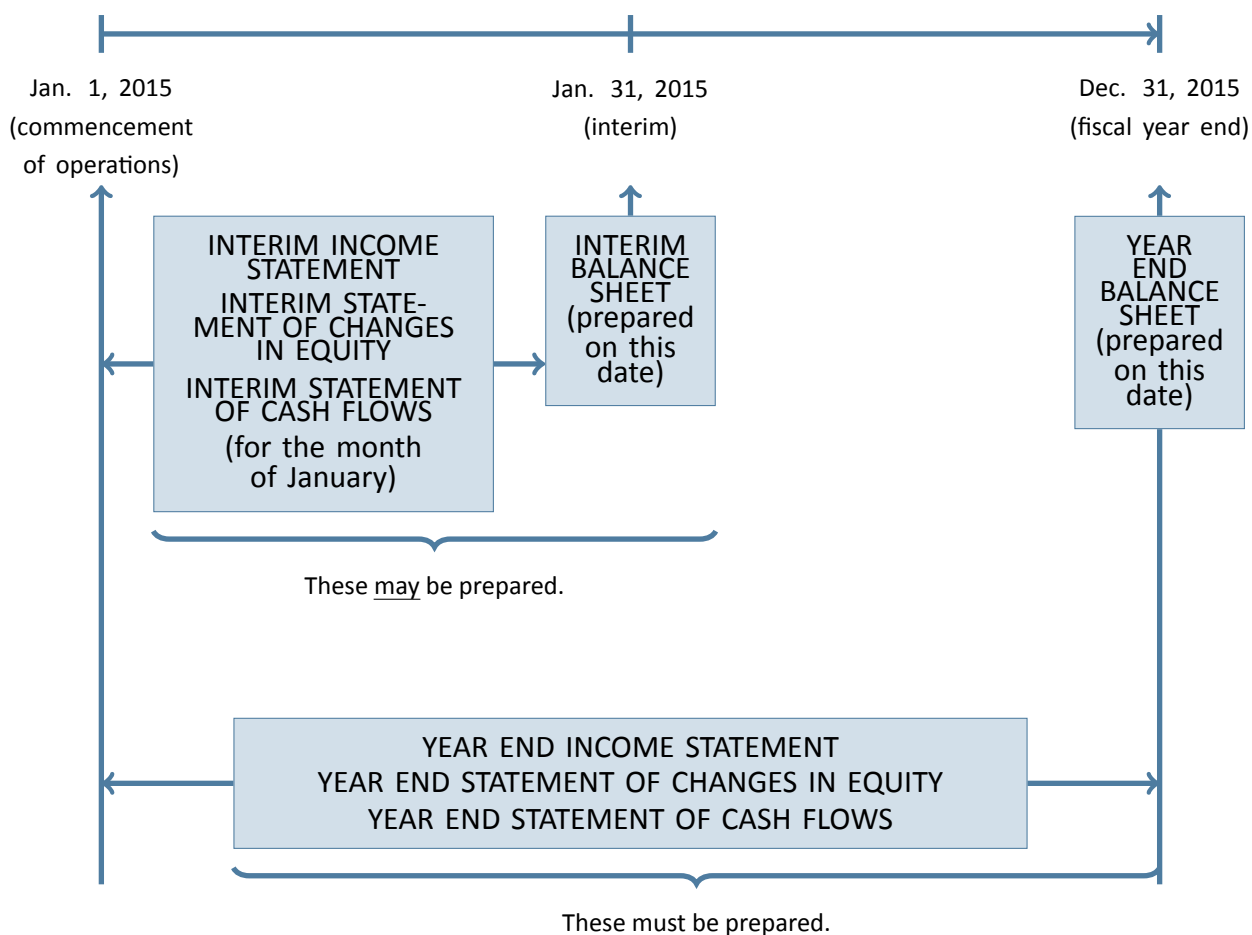 Jan. 1, 2015
(commencement
of operations)
Jan. 31, 2015
(interim)
Dec. 31, 2015
(fiscal year end)
INTERIM INCOME
STATEMENT
INTERIM STATE-
MENT OF CHANGES
IN EQUITY
INTERIM STATEMENT
OF CASH FLOWS
(for the month
of January)
INTERIM
BALANCE
SHEET
(prepared
on this
date)
YEAR
END
BALANCE
SHEET
(prepared
on this
date)
These may be prepared.
YEAR END INCOME STATEMENT
YEAR END STATEMENT OF CHANGES IN EQUITY
YEAR END STATEMENT OF CASH FLOWS
These must be prepared.